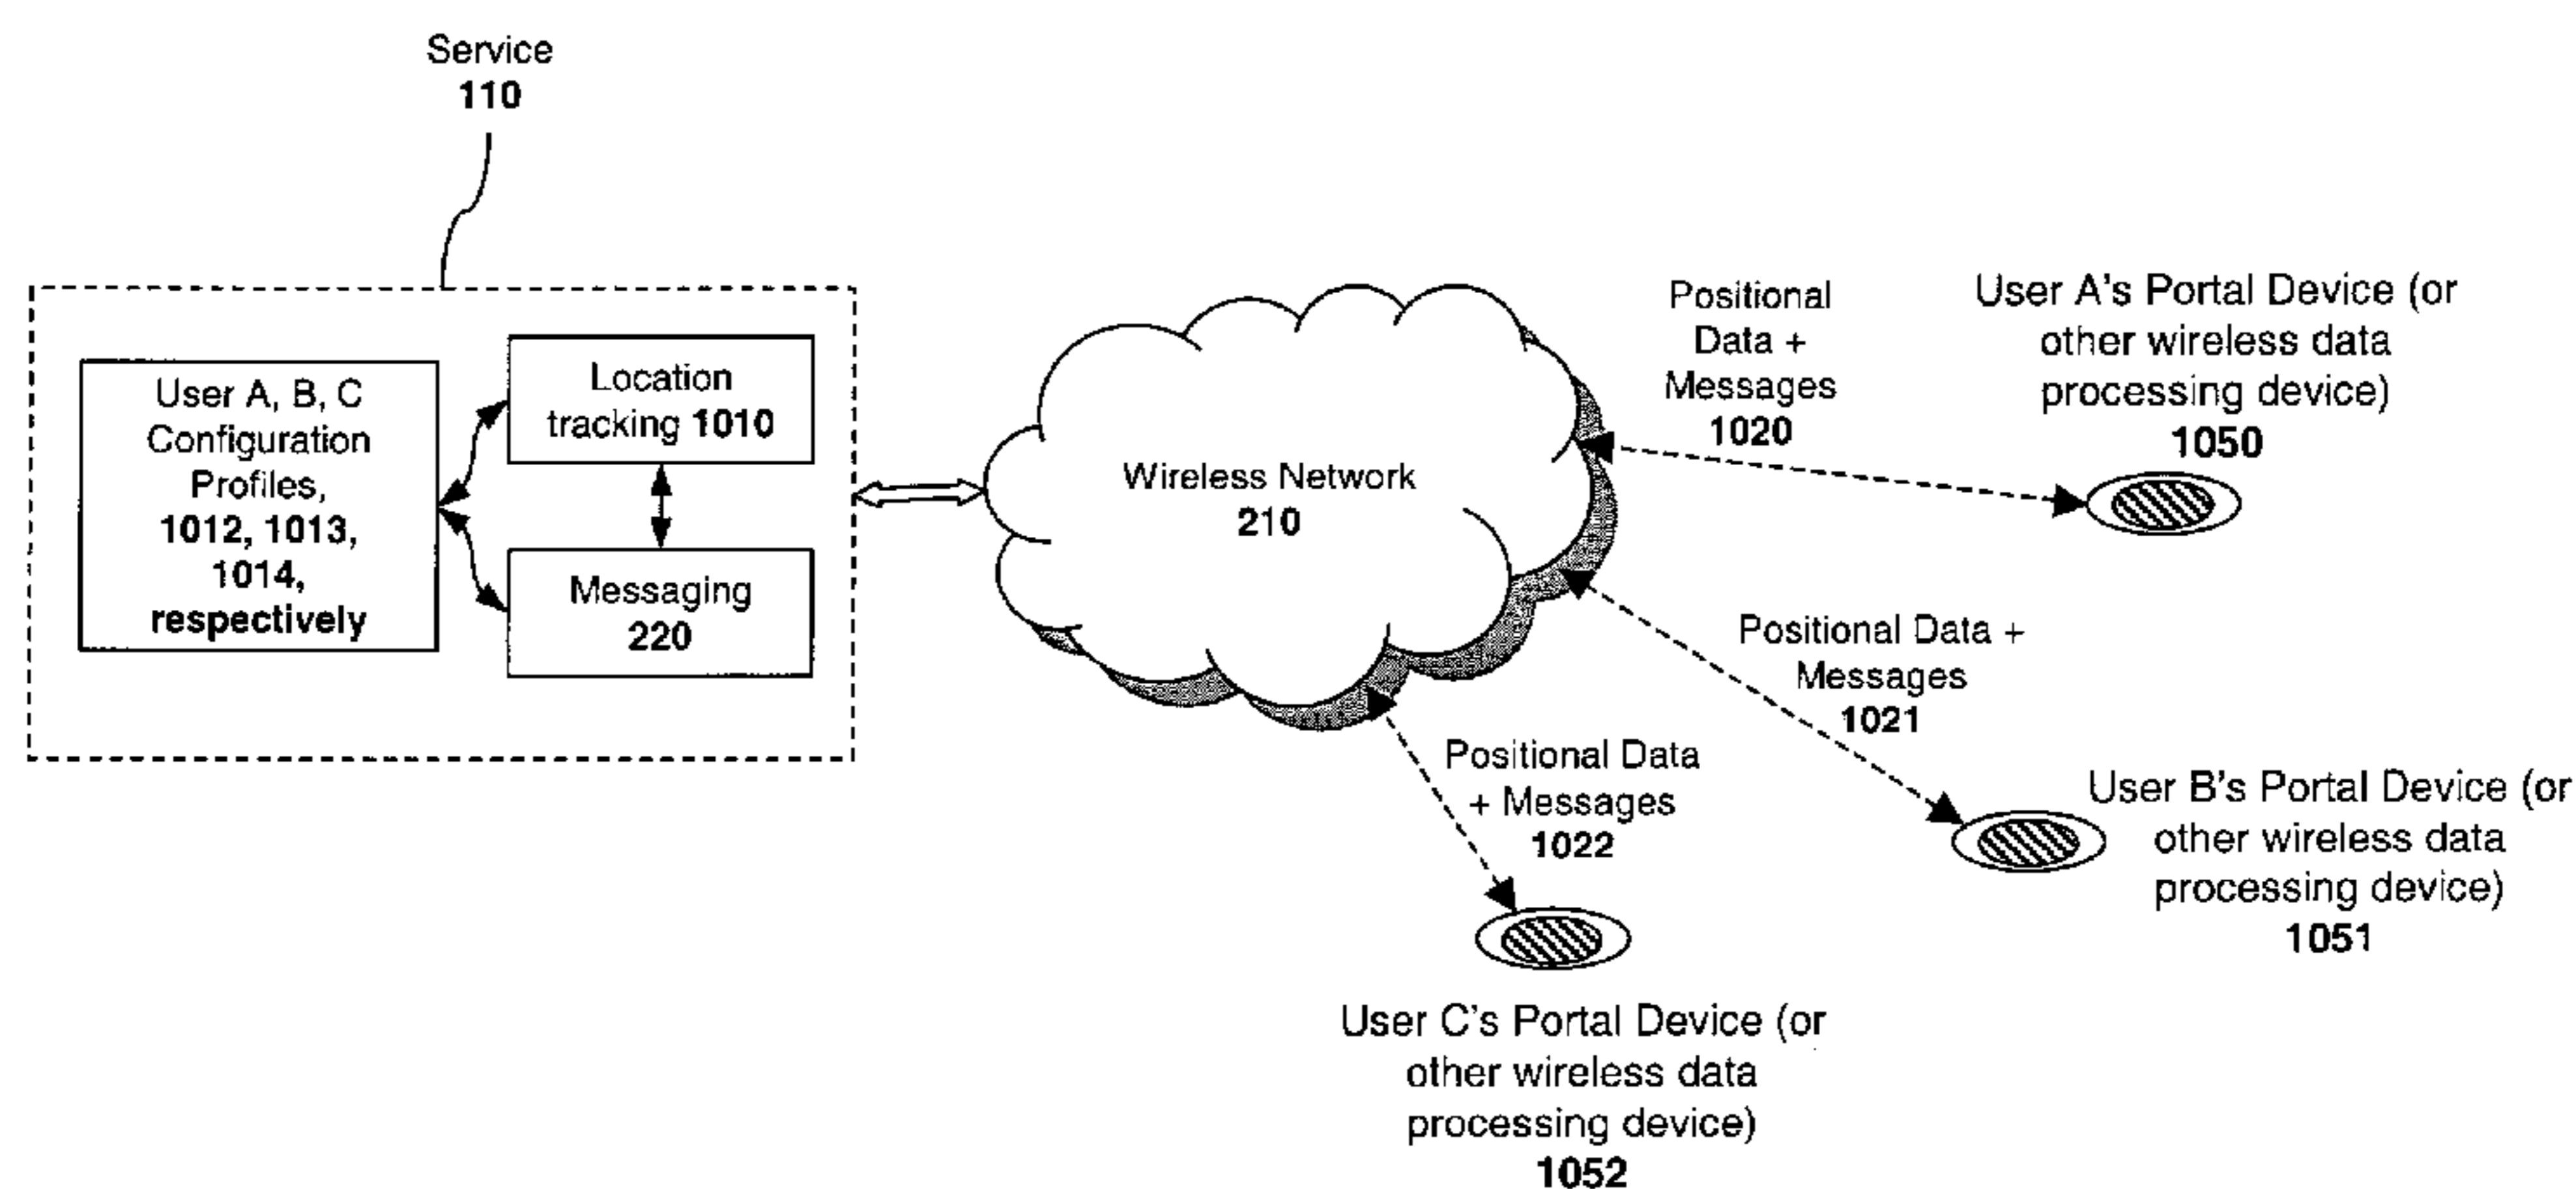 Service
110
User A, B, C
Configuration
Profiles,
1012, 1013,
1014,
respectively
Location
tracking 1010
Messaging
220
Wireless Network
210
Positional
Data +
Messages
1020
User A's Portal Device (or
other wireless data
processing device)
1050
Positional Data +
Messages
1021
User B's Portal Device (or
other wireless data
processing device)
1051
Positional Data
+ Messages
1022
User C's Portal Device (or
other wireless data
processing device)
1052